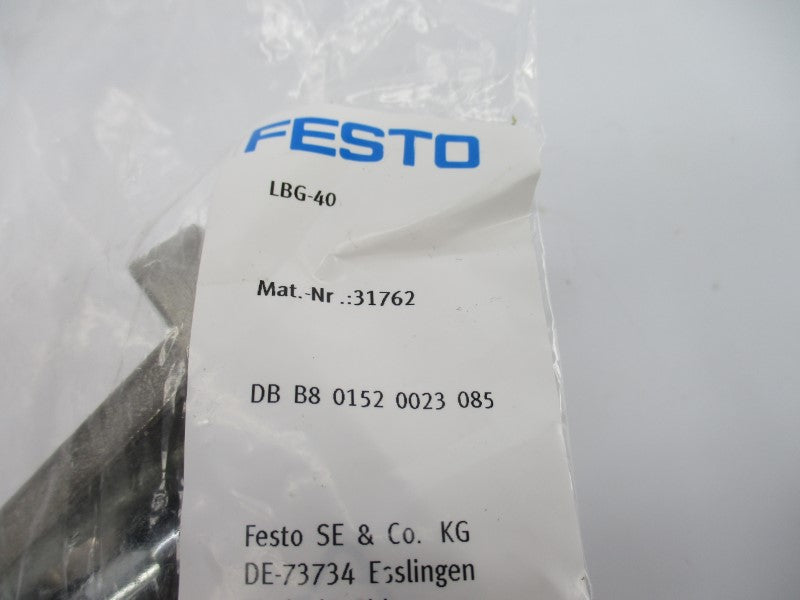 FESTO
LBG-40
Mat.-Nr .:31762
DB B8 0152 0023 085
Festo SE & Co. KG
DE-73734 Esslingen